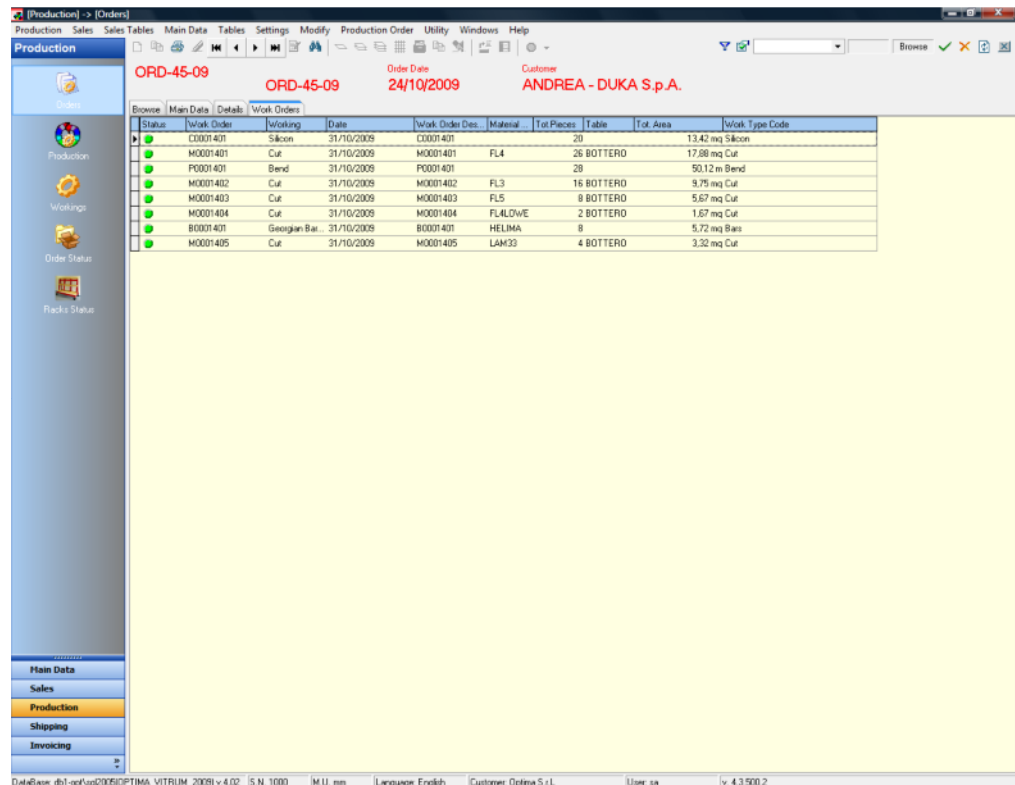 [Production] -> [Orders]
Production Sales Sales Tables Main Data Tables Settings Modify Production Order Utility Windows Help
Production
Browse
ORD-45-09
ORD-45-09
Order Date
24/10/2009
Customer
ANDREA - DUKA S.p.A.
Browse Main Data Details Work Orders
Status Work Order Working Date Work Order Des... Material ... Tot.Pieces Table Tot. Area Work Type Code
C0001401 Silicon 31/10/2009 C0001401 20 13,42 mq Silicon
M0001401 Cut 31/10/2009 M0001401 FL4 26 BOTTERO 17,88 mq Cut
P0001401 Bend 31/10/2009 P0001401 28 50,12 m Bend
M0001402 Cut 31/10/2009 M0001402 FL3 16 BOTTERO 9,75 mq Cut
M0001403 Cut 31/10/2009 M0001403 FL5 8 BOTTERO 5,67 mq Cut
M0001404 Cut 31/10/2009 M0001404 FL4LOWE 2 BOTTERO 1,67 mq Cut
B0001401 Georgian Bar... 31/10/2009 B0001401 HELIMA 8 5,72 mq Bars
M0001405 Cut 31/10/2009 M0001405 LAM33 4 BOTTERO 3,32 mq Cut
Orders
Production
Workings
Order Status
Racks Status
Main Data
Sales
Production
Shipping
Invoicing
DataBase: db1-opt\sql2005\OPTIMA_VITRUM_2009) v.4.02 S.N. 1000 M.U. mm Language: English Customer: Optima S.r.L. User: sa v. 4.3.500.2